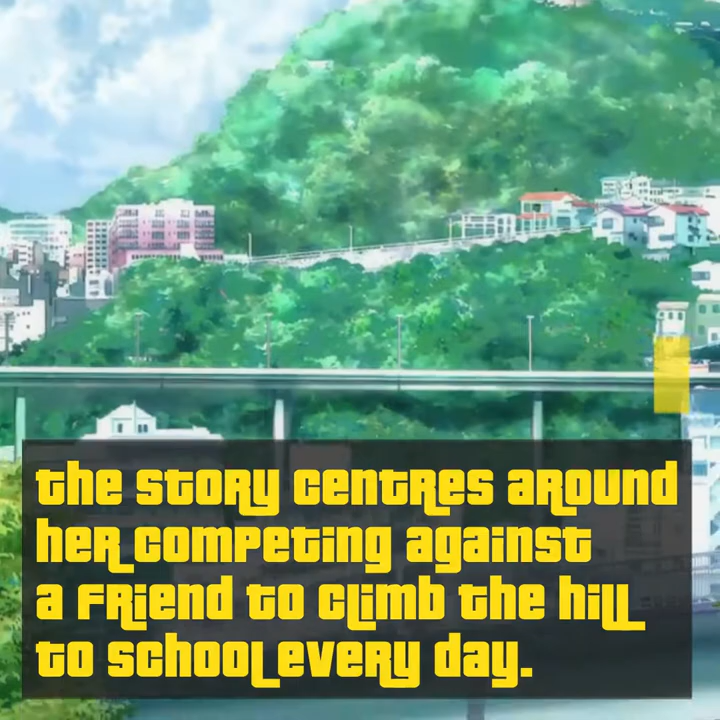 the story centres around
her competing against
a friend to climb the hill
to school every day.